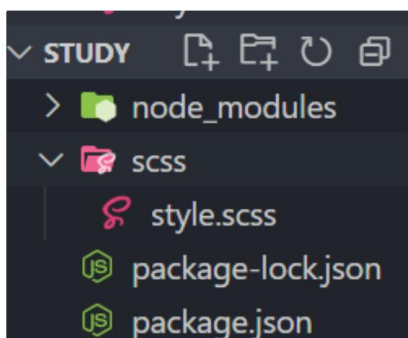 STUDY
node_modules
scss
style.scss
package-lock.json
package.json